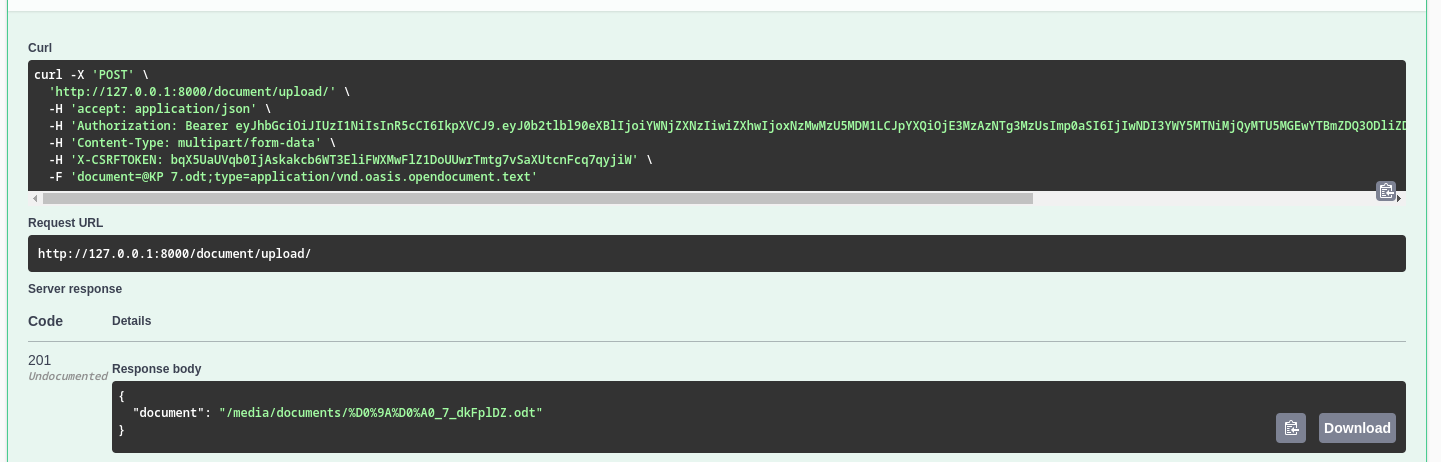 Curl
curl -X 'POST' \
'http://127.0.0.1:8000/document/upload/' \
-H 'accept: application/json' \
-H 'Authorization: Bearer eyJhbGciOiJIUzI1NiIsInR5cCI6IkpXVCJ9.eyJ0b2tlbl90eXBlIjoiYWNjZXNzIiwiZXhwIjoxNzMwMzU5MDM1LCJpYXQiOjE3MzAzNTg3MzUsImp0aSI6IjIwNDI3YWY5MTNiMjQyMTU5MGEwYTBmZDQ3ODliZD
-H 'Content-Type: multipart/form-data' \
-H 'X-CSRFTOKEN: bqX5UaUVqb0IjAskakcb6WT3EliFWXMwFlZ1DoUUwrTmtg7vSaXUtcnFcq7qyjiW' \
-F 'document=@КР 7.odt;type=application/vnd.oasis.opendocument.text'
Request URL
http://127.0.0.1:8000/document/upload/
Server response
Code Details
201
Undocumented
Response body
{
"document": "/media/documents/%D0%9A%D0%A0_7_dkFplDZ.odt"
}
Download